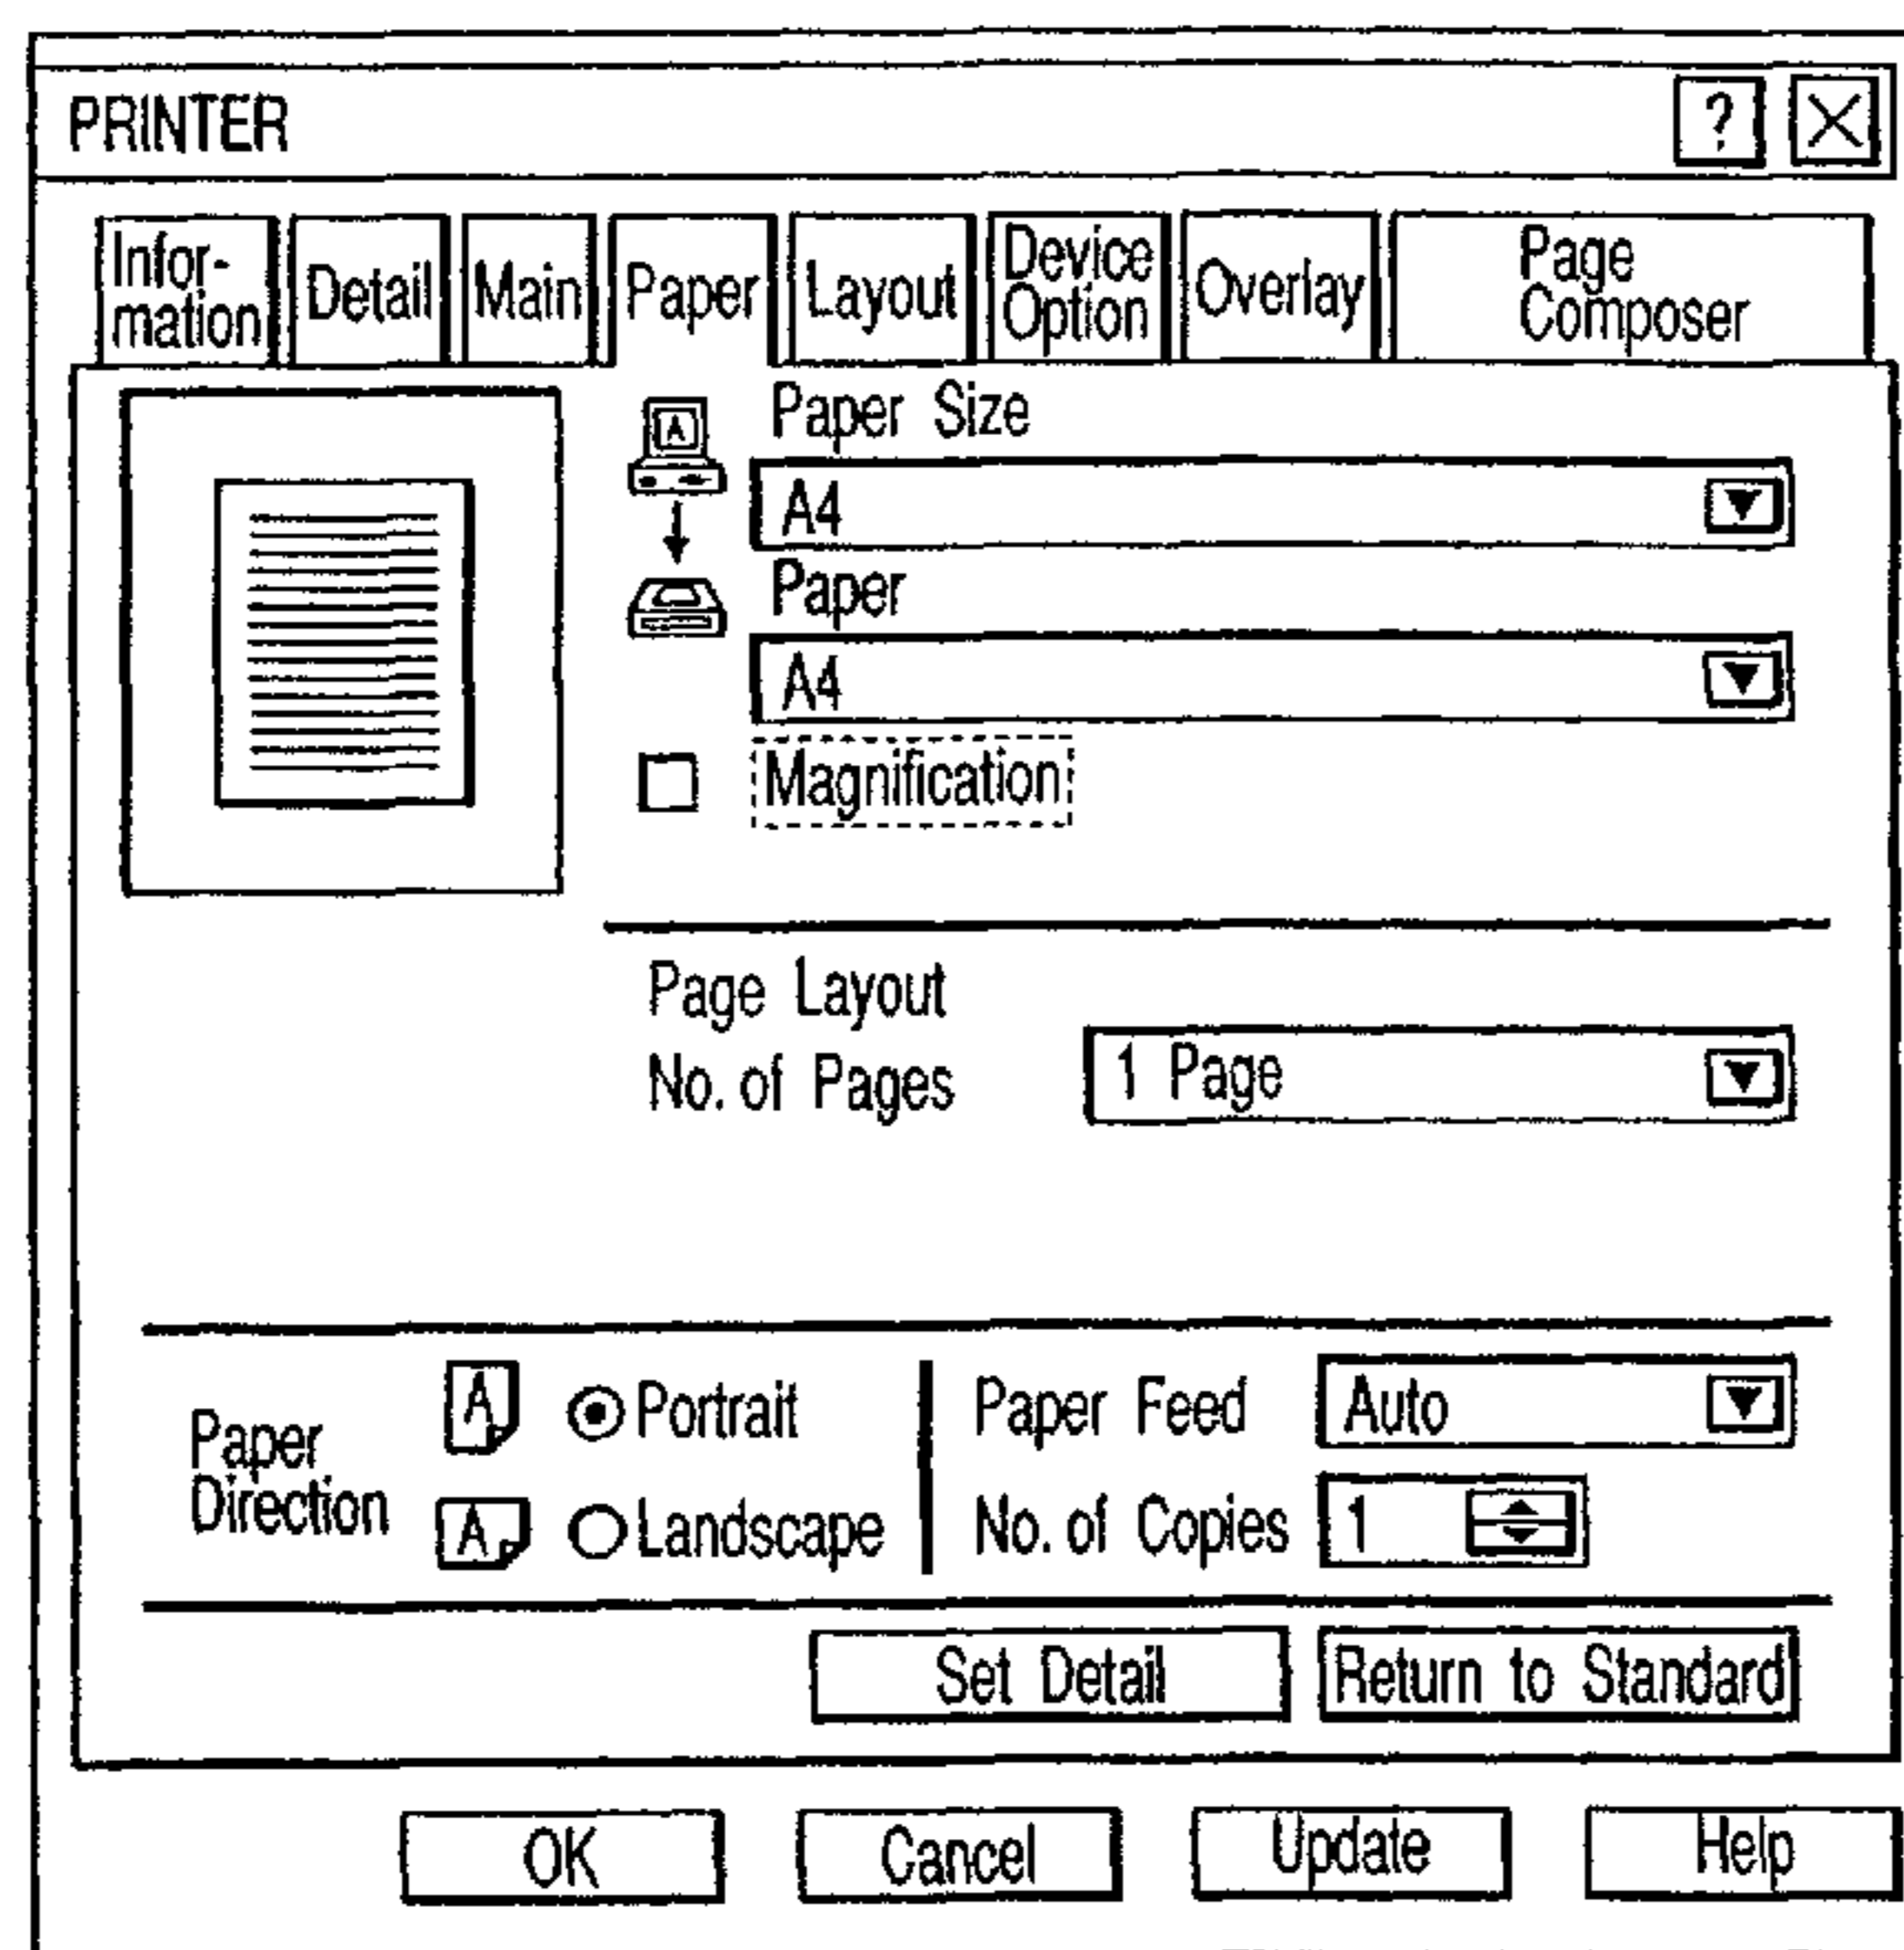 PRINTER ?
Infor-
mation
Detail
Main
Paper
Layout
Device
Option
Overlay
Page
Composer
A
Paper Size
A4
Paper
A4
Magnification
Page Layout
No. of Pages 1 Page
Paper
Direction
A Portrait
A Landscape
Paper Feed Auto
No. of Copies 1
Set Detail Return to Standard
OK Cancel Update Help